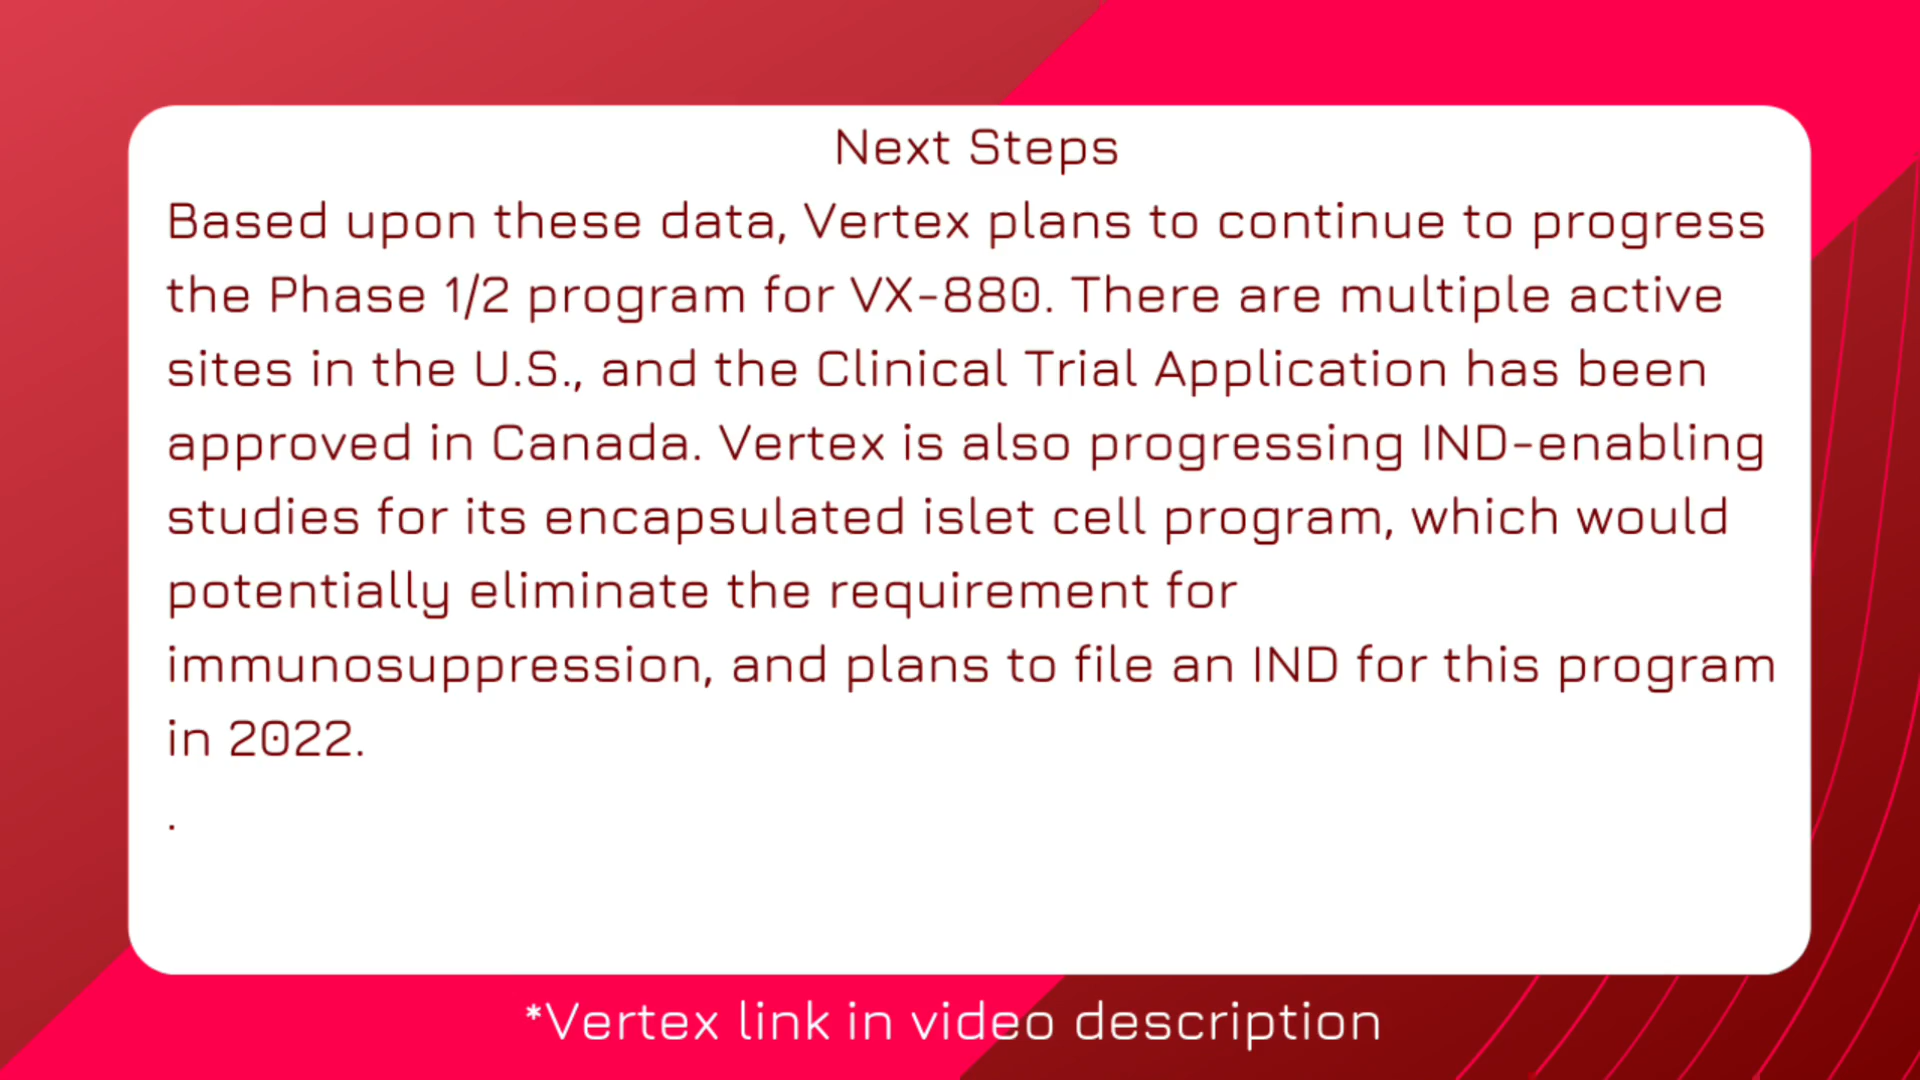 Next Steps
Based upon these data, Vertex plans to continue to progress
the Phase 1/2 program for VX-880. There are multiple active
sites in the U.S., and the Clinical Trial Application has been
approved in Canada. Vertex is also progressing IND-enabling
studies for its encapsulated islet cell program, which would
potentially eliminate the requirement for
immunosuppression, and plans to file an IND for this program
in 2022.
.
*Vertex link in video description